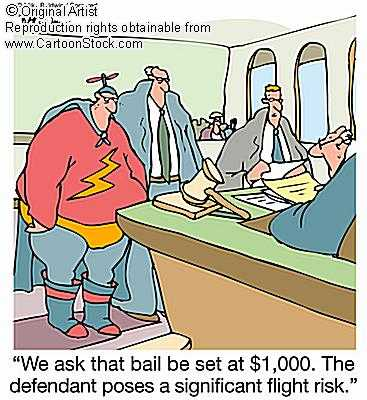 © Original Artist
Reproduction rights obtainable from
www.CartoonStock.com
“We ask that bail be set at $1,000. The
defendant poses a significant flight risk.”